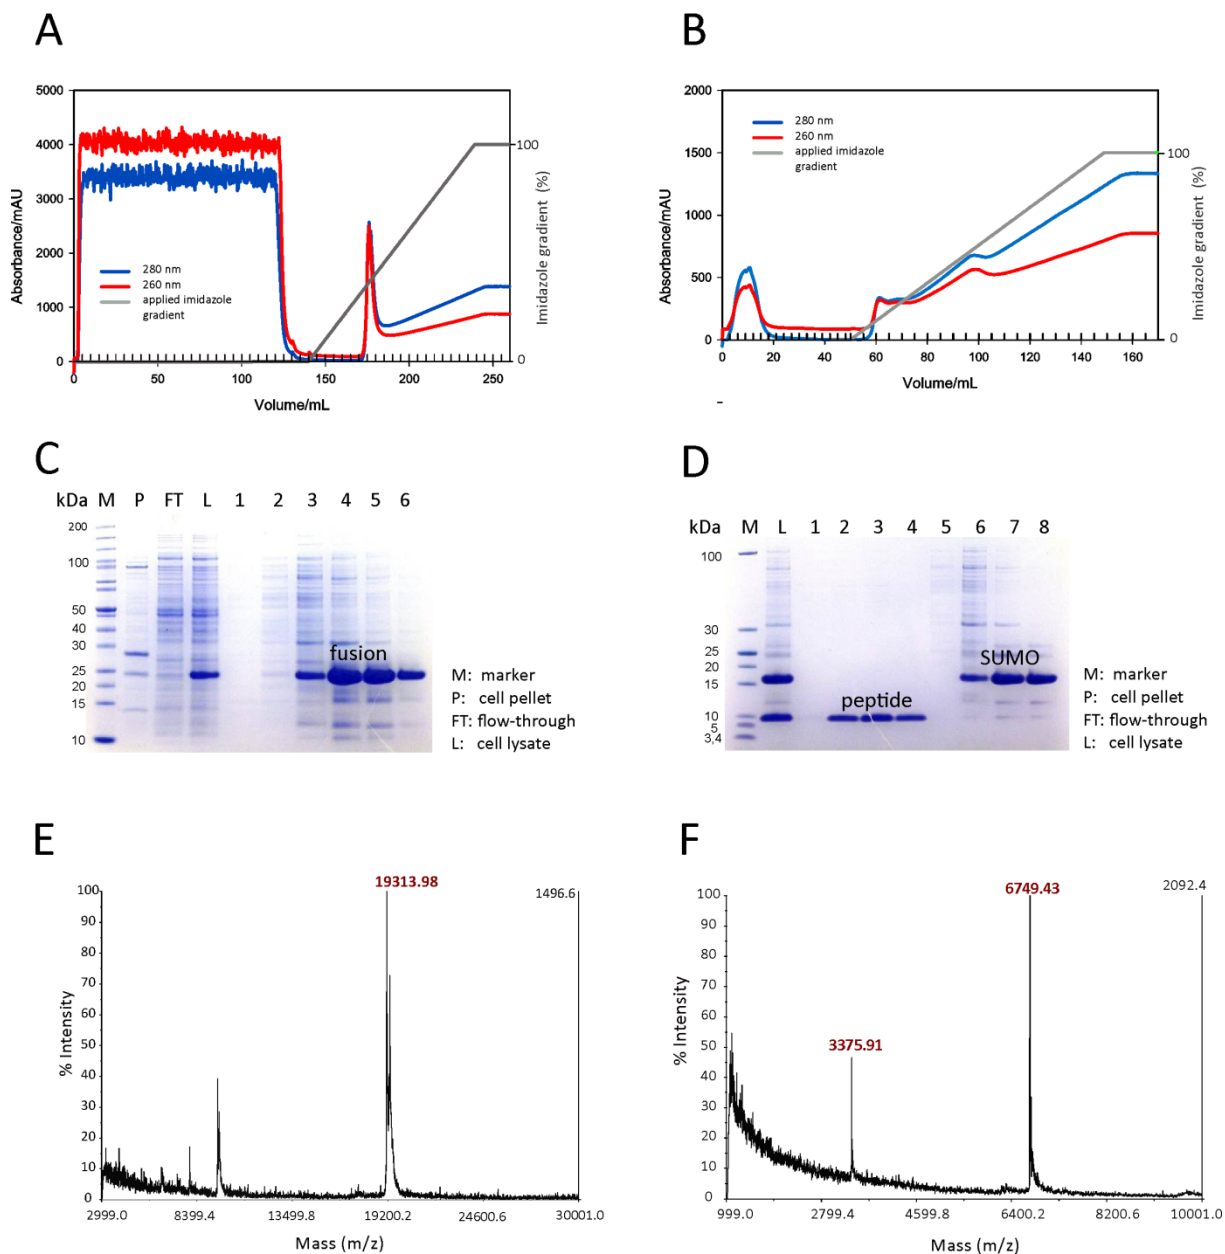 A
B
5000
4000
3000
2000
1000
0
Absorbance/mAU
280 nm
260 nm
applied imidazole
gradient
100
0
Imidazole gradient (%)
0
50
100
150
200
250
Volume/mL
2000
1500
1000
500
0
Absorbance/mAU
280 nm
260 nm
applied imidazole
gradient
100
0
Imidazole gradient (%)
0
20
40
60
80
100
120
140
160
Volume/mL
C
D
kDa M P FT L 1 2 3 4 5 6
200
100
50
40
30
25
20
15
10
fusion
M: marker
P: cell pellet
FT: flow-through
L: cell lysate
kDa M L 1 2 3 4 5 6 7 8
100
30
25
20
15
10
5
3,4
peptide
SUMO
M: marker
P: cell pellet
FT: flow-through
L: cell lysate
E
F
19313.98
1496.6
100
90
80
70
60
50
40
30
20
10
0
% Intensity
2999.0
8399.4
13499.8
19200.2
24600.6
30001.0
Mass (m/z)
6749.43
2092.4
3375.91
100
90
80
70
60
50
40
30
20
10
0
% Intensity
999.0
2799.4
4599.8
6400.2
8200.6
10001.0
Mass (m/z)